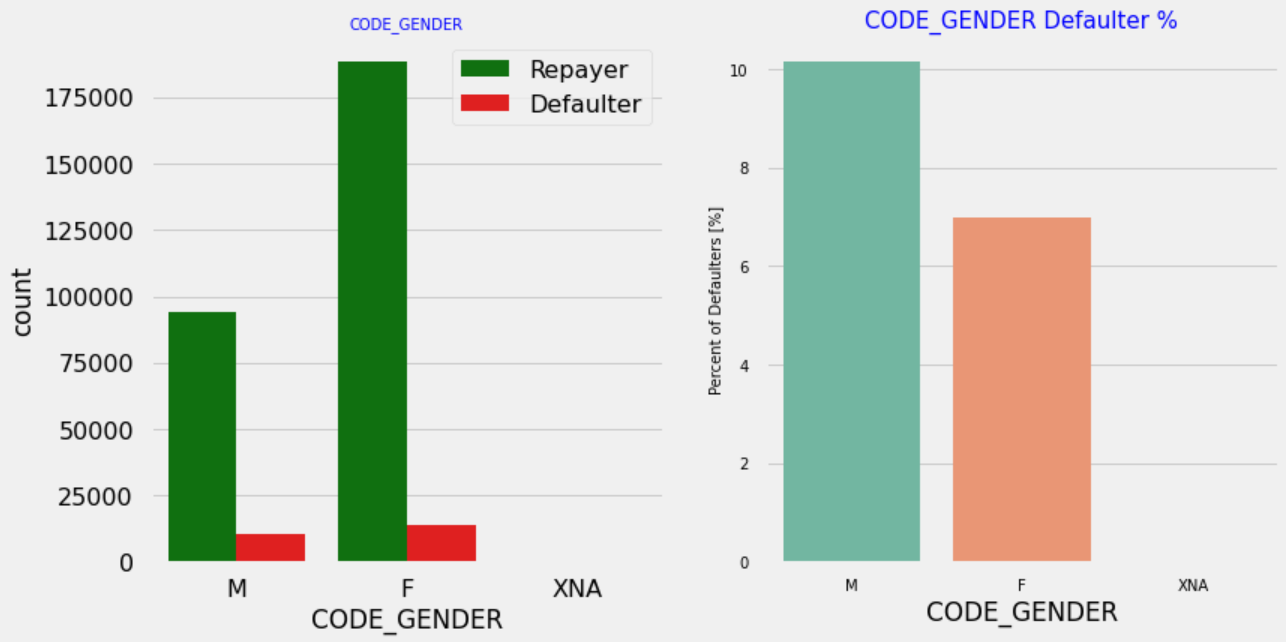 CODE_GENDER
Repayer
Defaulter
175000
150000
125000
100000
75000
50000
25000
0
count
M F XNA
CODE_GENDER
CODE_GENDER Defaulter %
10
8
6
4
2
0
Percent of Defaulters [%]
M F XNA
CODE_GENDER